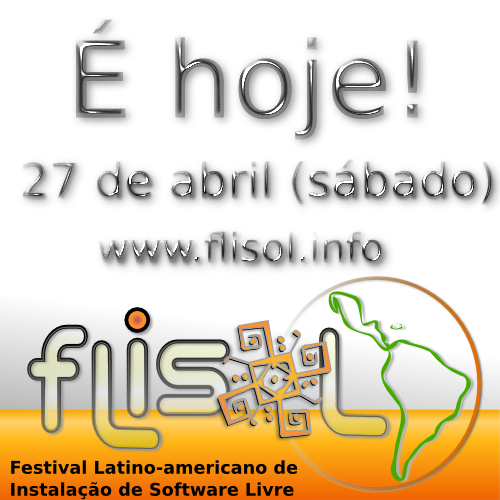 É hoje!
27 de abril (sábado)
www.flisol.info
fLISOL
Festival Latino-americano de
Instalação de Software Livre